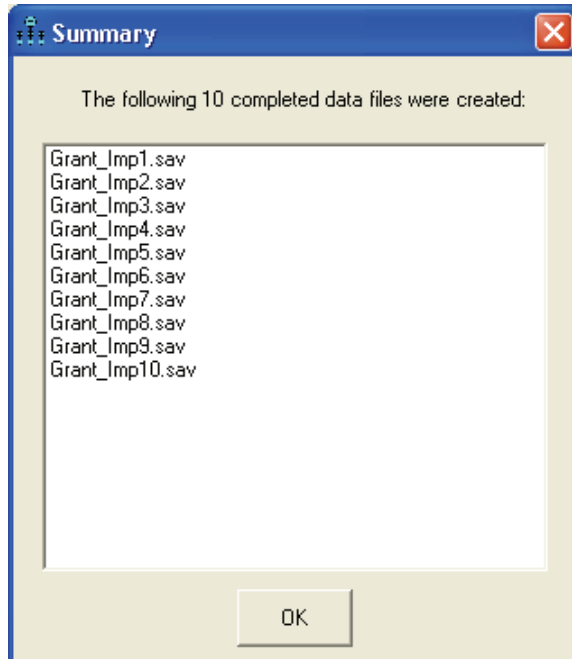 Summary
The following 10 completed data files were created:
Grant_Imp1.sav
Grant_Imp2.sav
Grant_Imp3.sav
Grant_Imp4.sav
Grant_Imp5.sav
Grant_Imp6.sav
Grant_Imp7.sav
Grant_Imp8.sav
Grant_Imp9.sav
Grant_Imp10.sav
OK